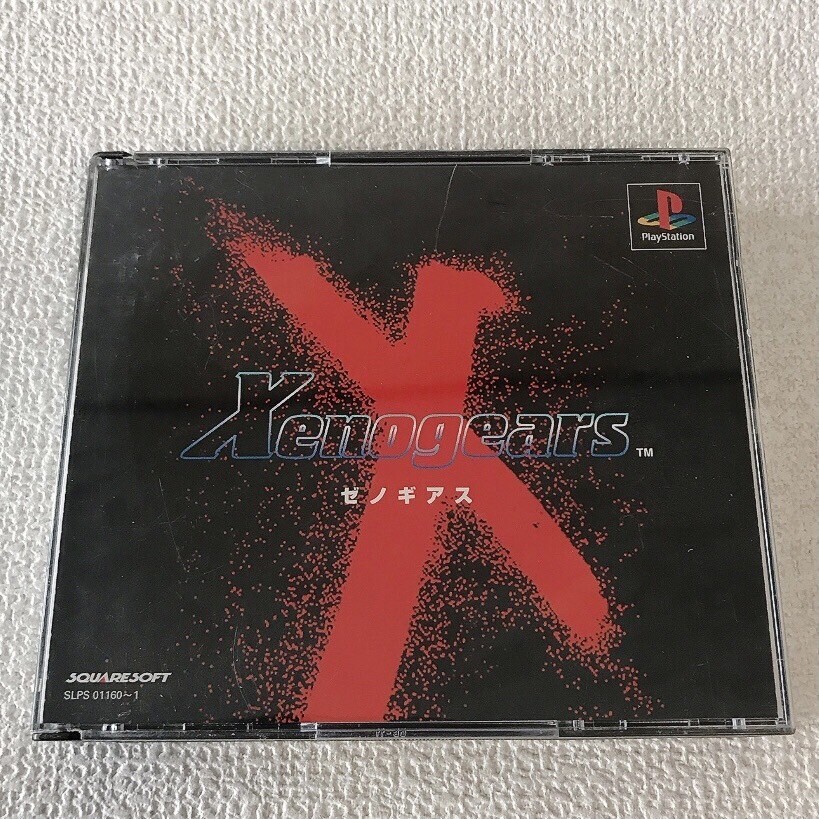 PlayStation
Xenogears™
ゼノギアス
SQUARESOFT
SLPS 01160~1